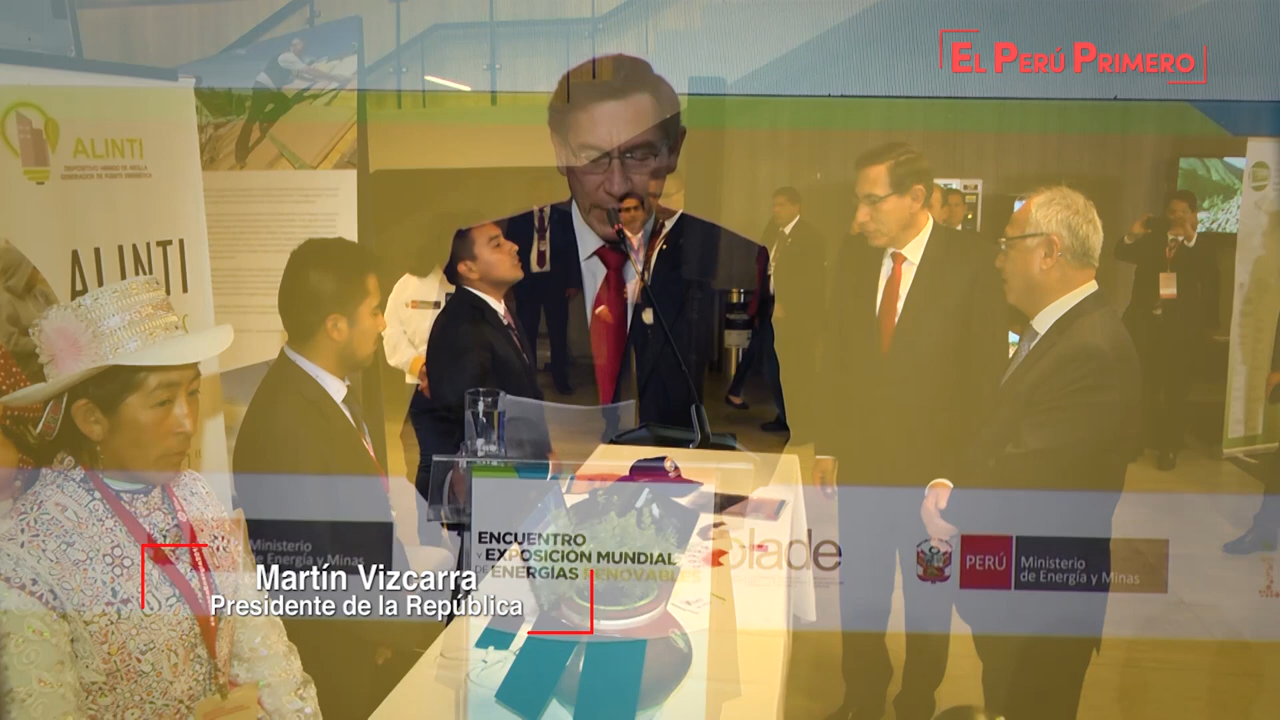 EL PERÚ PRIMERO
ALINTI
ALINTI
Ministerio
de Energía y Minas
ENCUENTRO
Y EXPOSICIÓN MUNDIAL
DE ENERGÍAS RENOVABLES
olade
PERÚ
Ministerio
de Energía y Minas
Martín Vizcarra
Presidente de la República